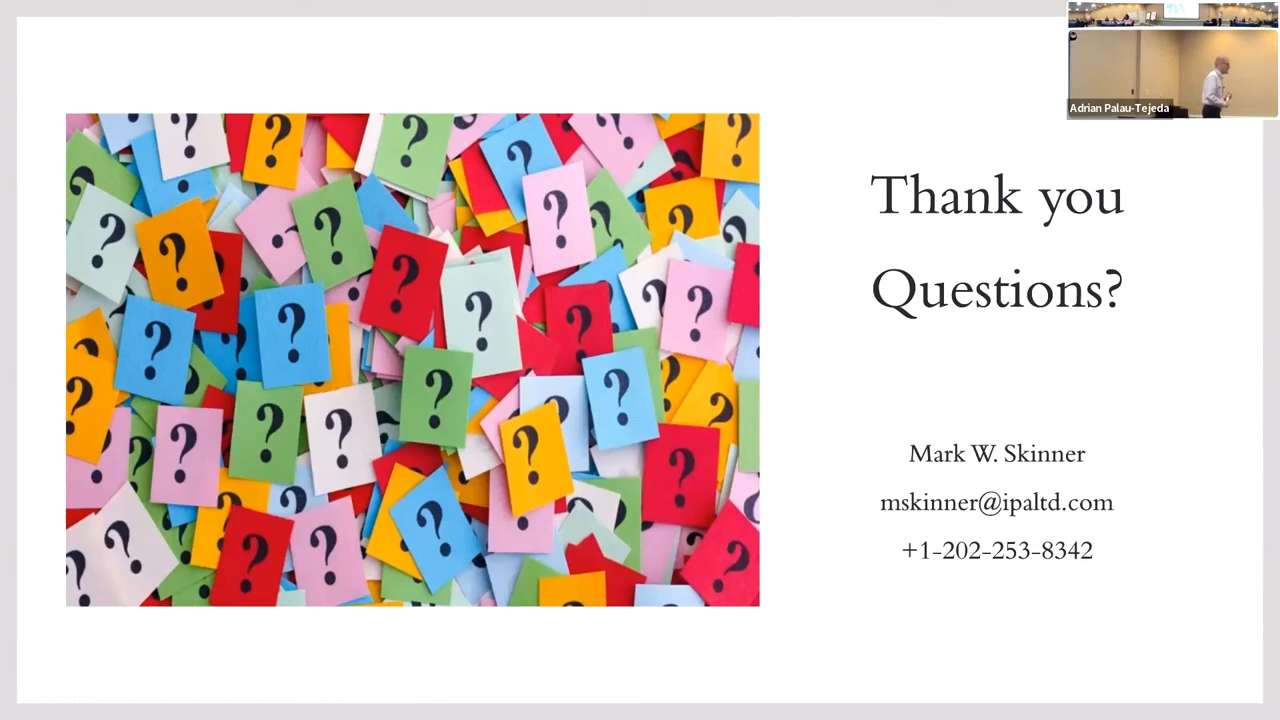 Adrian Palau-Tejeda
Thank you
Questions?
Mark W. Skinner
mskinner@ipaltd.com
+1-202-253-8342